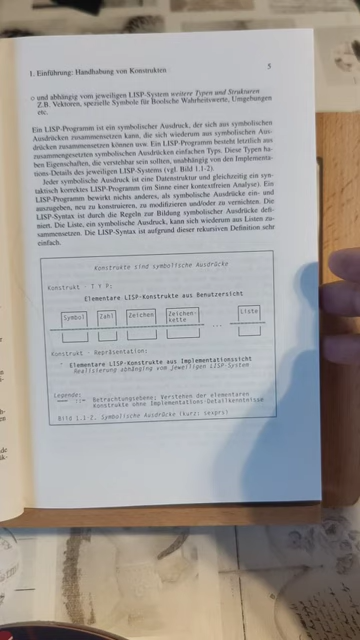 1. Einführung: Handhabung von Konstrukten 5
o und abhängig vom jeweiligen LISP-System weitere Typen und Strukturen
Z.B. Vektoren, spezielle Symbole für Boolsche Wahrheitswerte, Umgebungen
etc.
Ein LISP-Programm ist ein symbolischer Ausdruck, der sich aus symbolischen
Ausdrücken zusammensetzen kann, die sich wiederum aus symbolischen Aus-
drücken zusammensetzen können usw. Ein LISP-Programm besteht letztlich aus
zusammengesetzten symbolischen Ausdrücken einfachen Typs. Diese Typen ha-
ben Eigenschaften, die verstehbar sein sollten, unabhängig von den Implementa-
tions-Details des jeweiligen LISP-Systems (vgl. Bild 1.1-2).
Jeder symbolische Ausdruck ist eine Datenstruktur und gleichzeitig ein syn-
taktisch korrektes LISP-Programm (im Sinne einer kontextfreien Analyse). Ein
LISP-Programm bewirkt nichts anderes, als symbolische Ausdrücke ein- und
auszugeben, neu zu konstruieren, zu modifizieren und/oder zu vernichten. Die
LISP-Syntax ist durch die Regeln zur Bildung symbolischer Ausdrücke defi-
niert. Die Liste, ein symbolischer Ausdruck, kann sich wiederum aus Listen zu-
sammensetzen. Die LISP-Syntax ist aufgrund dieser rekursiven Definition sehr
einfach.
Konstrukte sind symbolische Ausdrücke
Konstrukt - T Y P:
Elementare LISP-Konstrukte aus Benutzersicht
Symbol Zahl Zeichen Zeichen- Liste
kette
...
Konstrukt - Repräsentation:
Elementare LISP-Konstrukte aus Implementationssicht
Realisierung abhängig vom jeweiligen LISP-System
Legende:
::= Betrachtungsebene; Verstehen der elementaren
Konstrukte ohne Implementations-Detailkenntnisse
Bild 1.1-2. Symbolische Ausdrücke (kurz: sexprs)